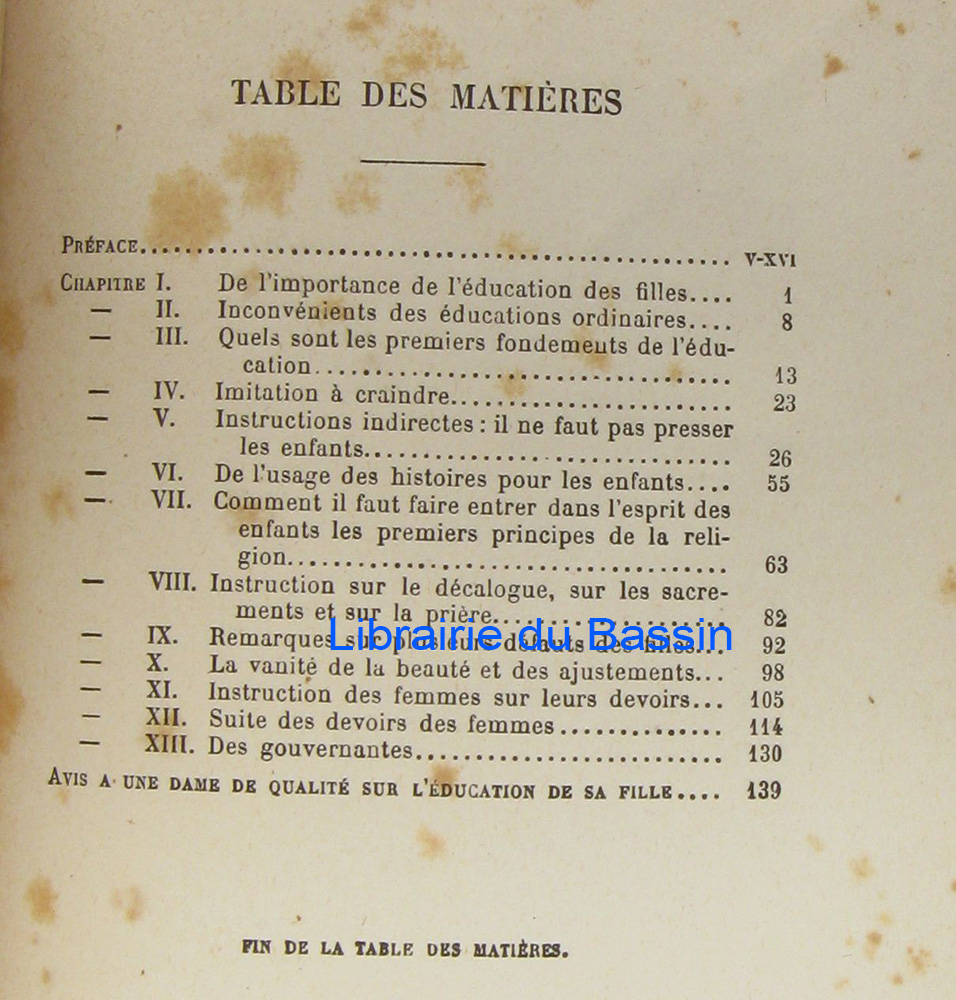 TABLE DES MATIÈRES
PRÉFACE.................................................... V-XVI
CHAPITRE I. De l'importance de l'éducation des filles.... 1
— II. Inconvénients des éducations ordinaires.... 8
— III. Quels sont les premiers fondements de l'édu-
cation..................................... 13
— IV. Imitation à craindre......................... 23
— V. Instructions indirectes : il ne faut pas presser
les enfants................................ 26
— VI. De l'usage des histoires pour les enfants.... 55
— VII. Comment il faut faire entrer dans l'esprit des
enfants les premiers principes de la reli-
gion....................................... 63
— VIII. Instruction sur le décalogue, sur les sacre-
ments et sur la prière..................... 82
Librairie du Bassin
— IX. Remarques sur plusieurs défauts des filles... 92
— X. La vanité de la beauté et des ajustements... 98
— XI. Instruction des femmes sur leurs devoirs... 105
— XII. Suite des devoirs des femmes.............. 114
— XIII. Des gouvernantes.......................... 130
AVIS A UNE DAME DE QUALITÉ SUR L'ÉDUCATION DE SA FILLE.... 139
FIN DE LA TABLE DES MATIÈRES.